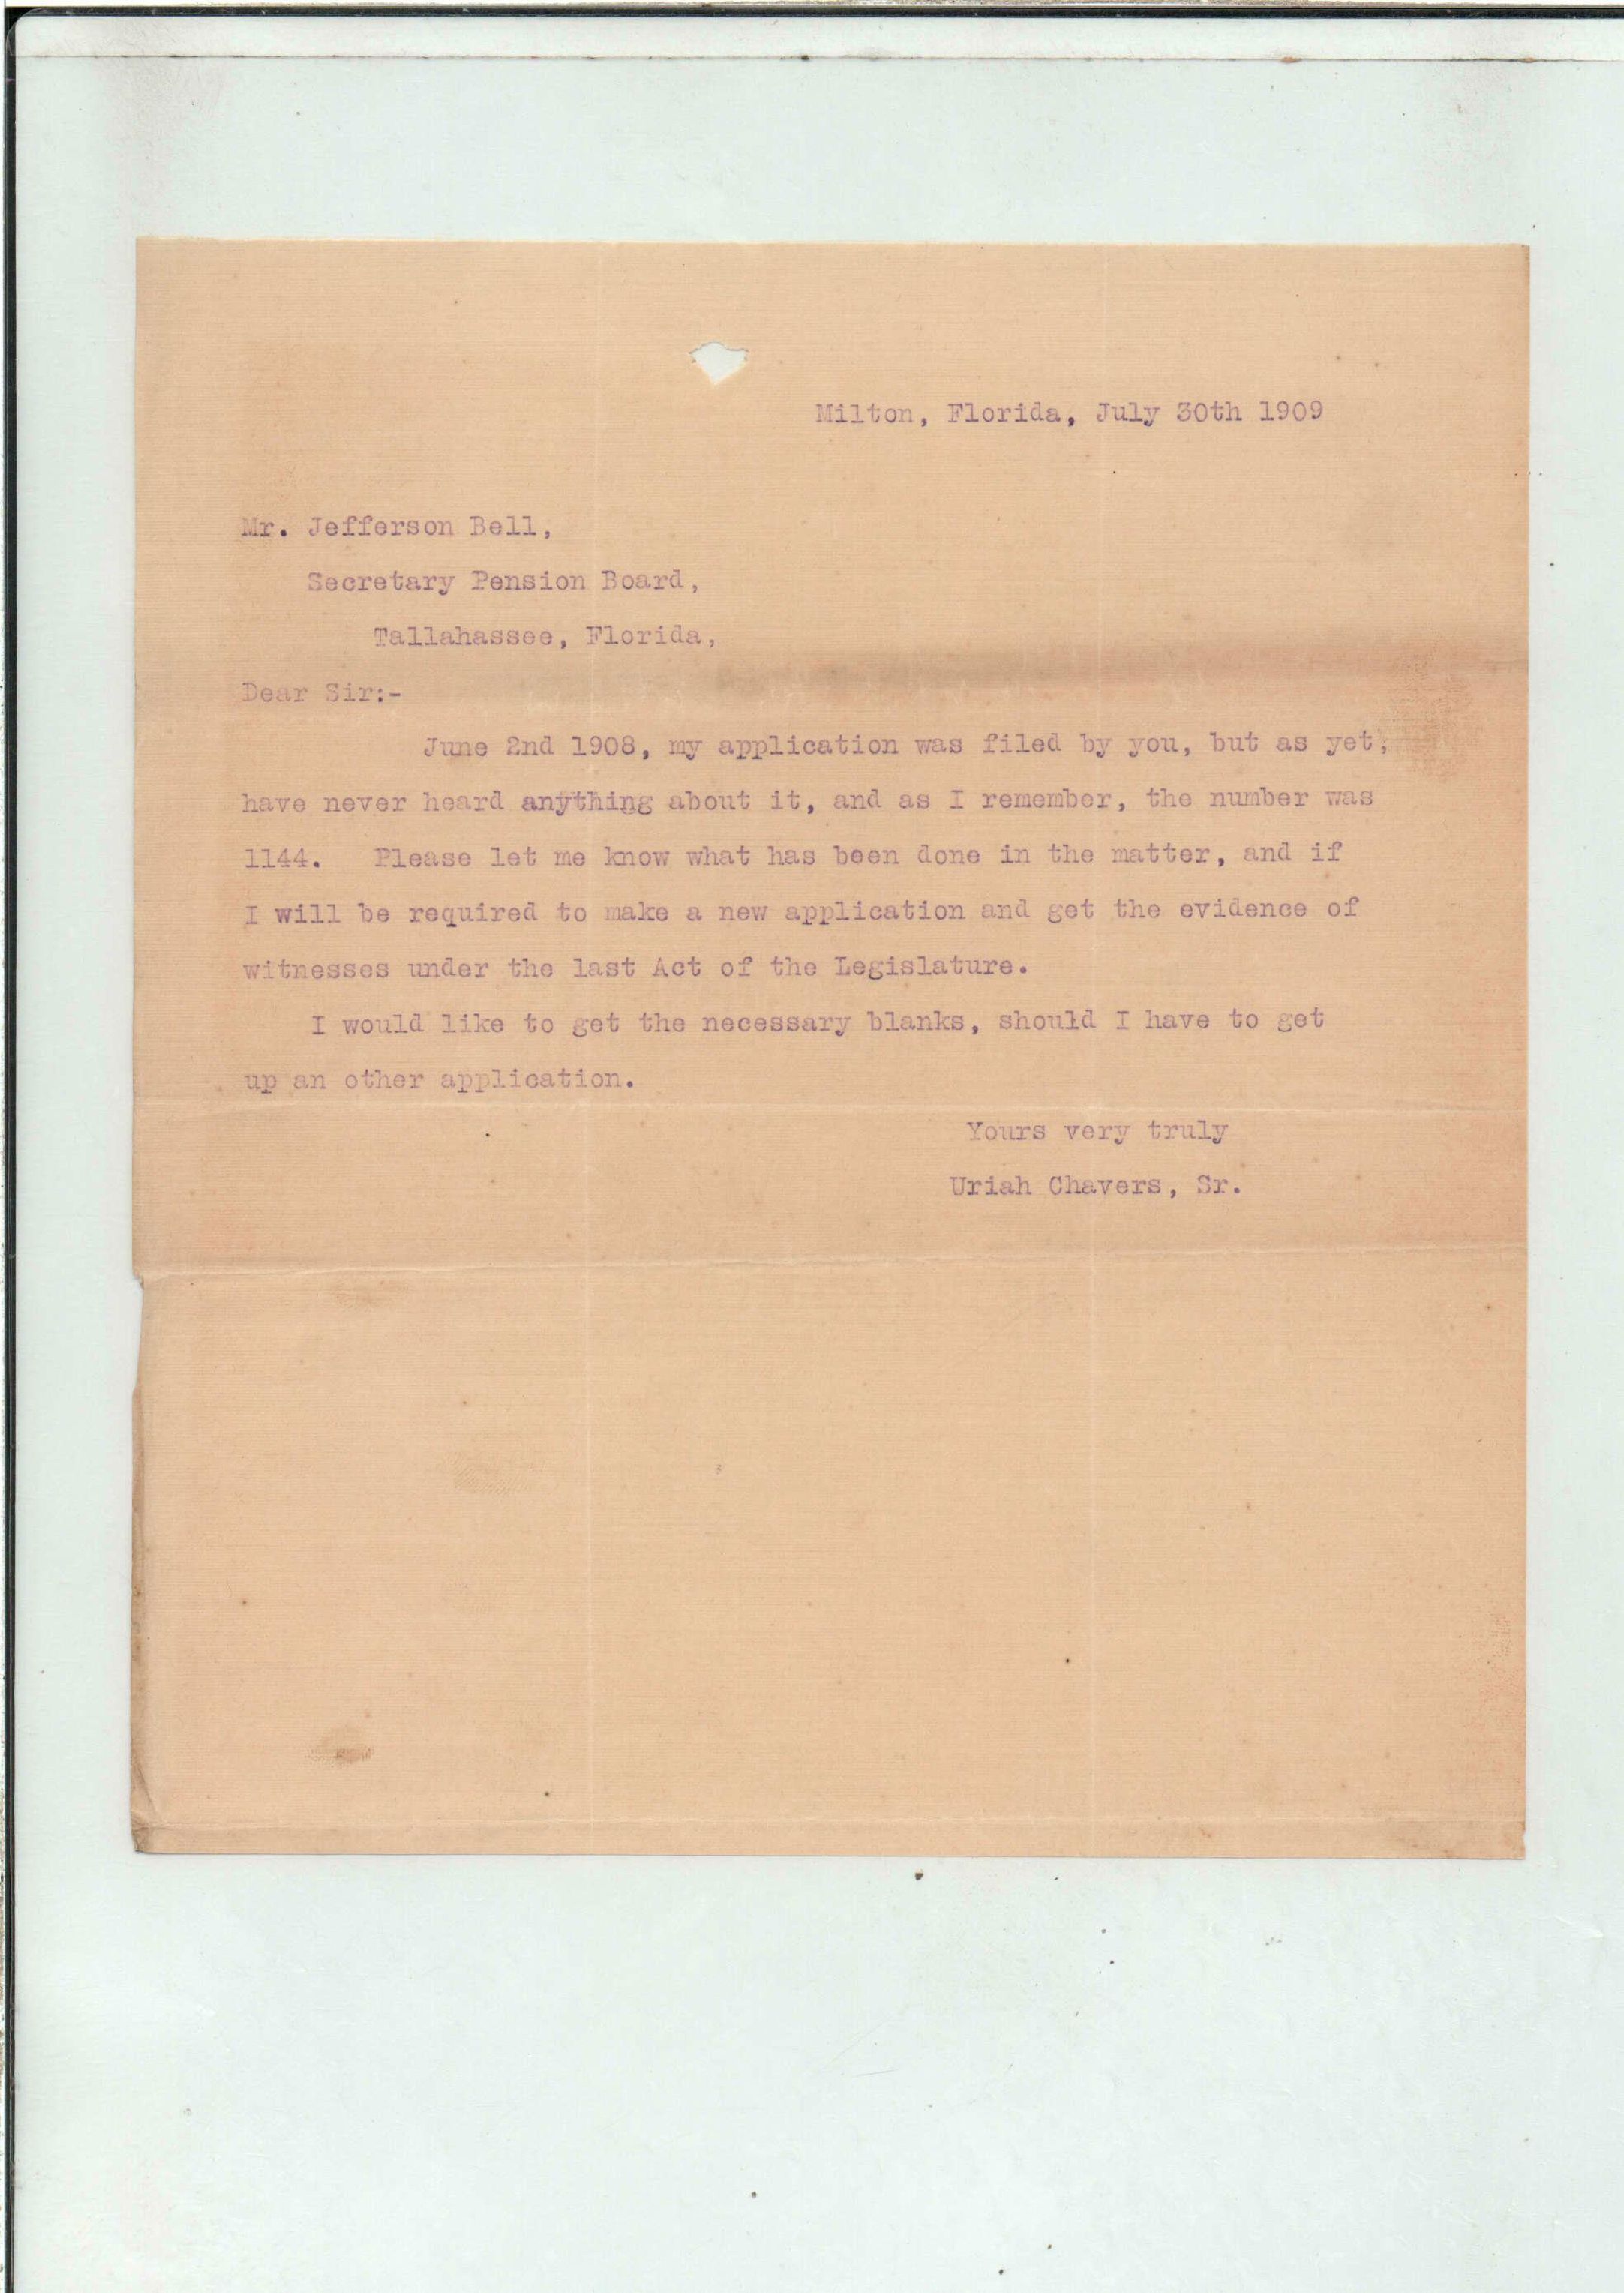 Milton, Florida, July 30th 1909
Mr. Jefferson Bell,
Secretary Pension Board,
Tallahassee, Florida,
Dear Sir:-
June 2nd 1908, my application was filed by you, but as yet,
have never heard anything about it, and as I remember, the number was
1144. Please let me know what has been done in the matter, and if
I will be required to make a new application and get the evidence of
witnesses under the last Act of the Legislature.
I would like to get the necessary blanks, should I have to get
up an other application.
Yours very truly
Uriah Chavers, Sr.